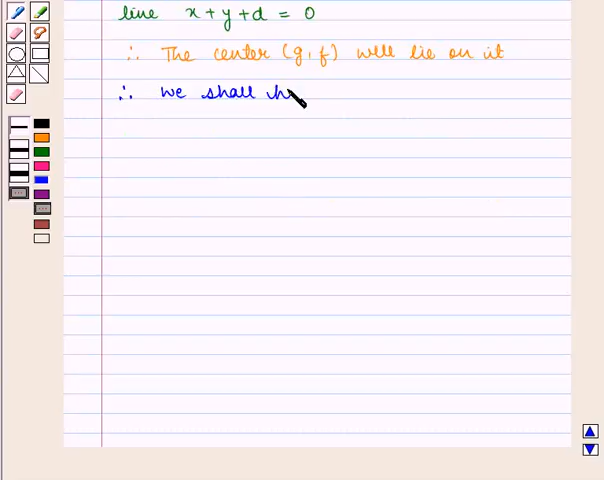 line x + y + d = 0
∴ The center (g, f) will lie on it
∴ we shall